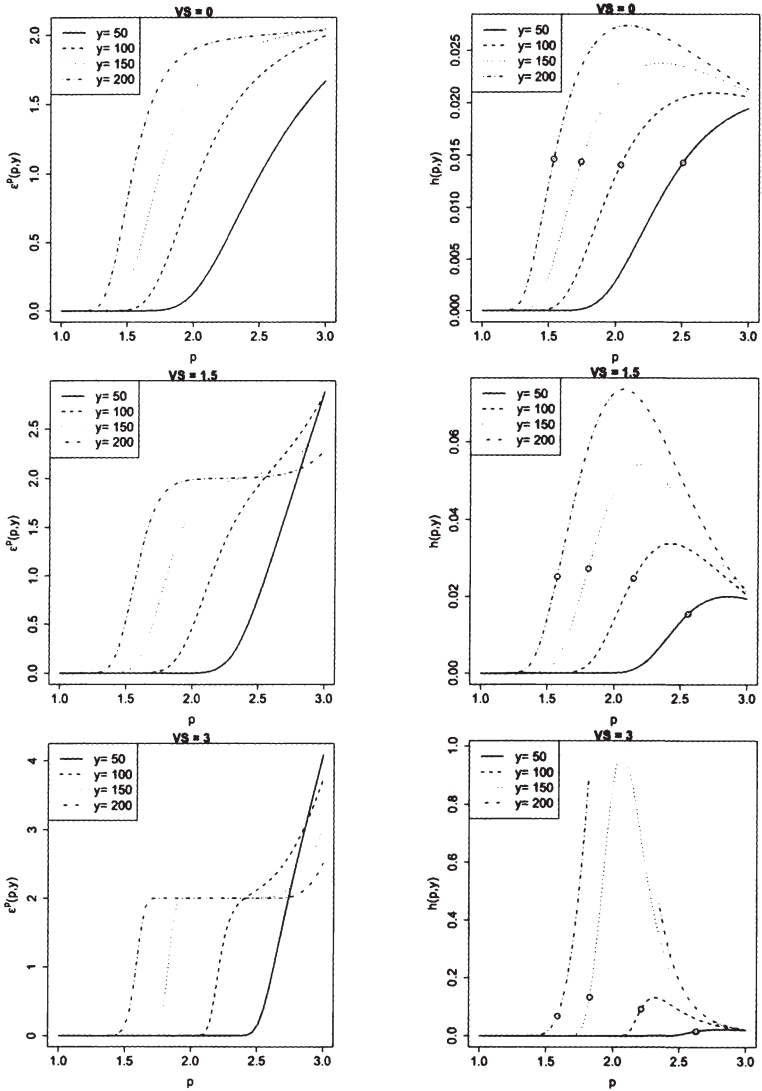 VS = 0
y= 50
y= 100
y= 150
y= 200
εᵖ(p,y)
0.0
0.5
1.0
1.5
2.0
1.0 1.5 2.0 2.5 3.0
p
VS = 0
y= 50
y= 100
y= 150
y= 200
h(p,y)
0.000
0.005
0.010
0.015
0.020
0.025
1.0 1.5 2.0 2.5 3.0
p
VS = 1.5
y= 50
y= 100
y= 150
y= 200
εᵖ(p,y)
0.0
0.5
1.0
1.5
2.0
2.5
1.0 1.5 2.0 2.5 3.0
p
VS = 1.5
y= 50
y= 100
y= 150
y= 200
h(p,y)
0.00
0.02
0.04
0.06
1.0 1.5 2.0 2.5 3.0
p
VS = 3
y= 50
y= 100
y= 150
y= 200
εᵖ(p,y)
0
1
2
3
4
1.0 1.5 2.0 2.5 3.0
p
VS = 3
y= 50
y= 100
y= 150
y= 200
h(p,y)
0.0
0.2
0.4
0.6
0.8
1.0
1.0 1.5 2.0 2.5 3.0
p